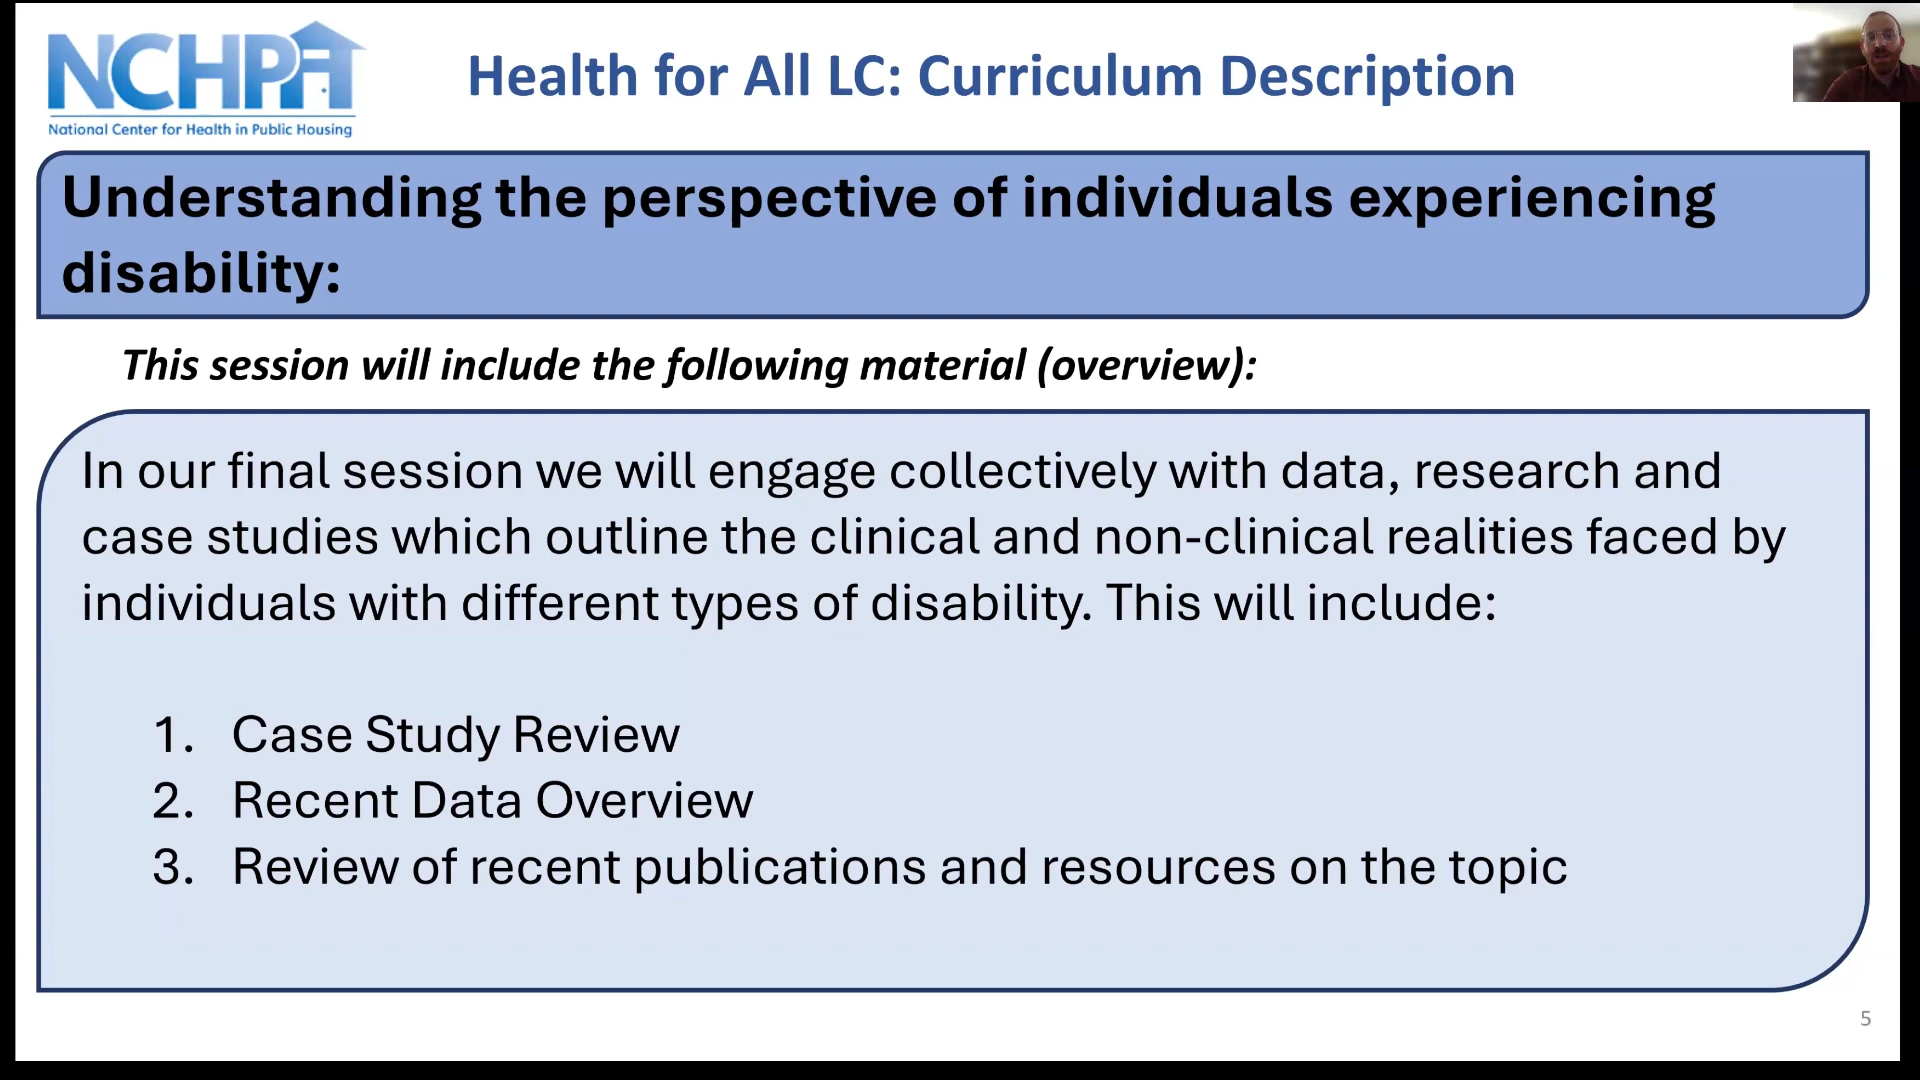 NCHPH
National Center for Health in Public Housing
Health for All LC: Curriculum Description
Understanding the perspective of individuals experiencing
disability:
This session will include the following material (overview):
In our final session we will engage collectively with data, research and
case studies which outline the clinical and non-clinical realities faced by
individuals with different types of disability. This will include:
1. Case Study Review
2. Recent Data Overview
3. Review of recent publications and resources on the topic
5